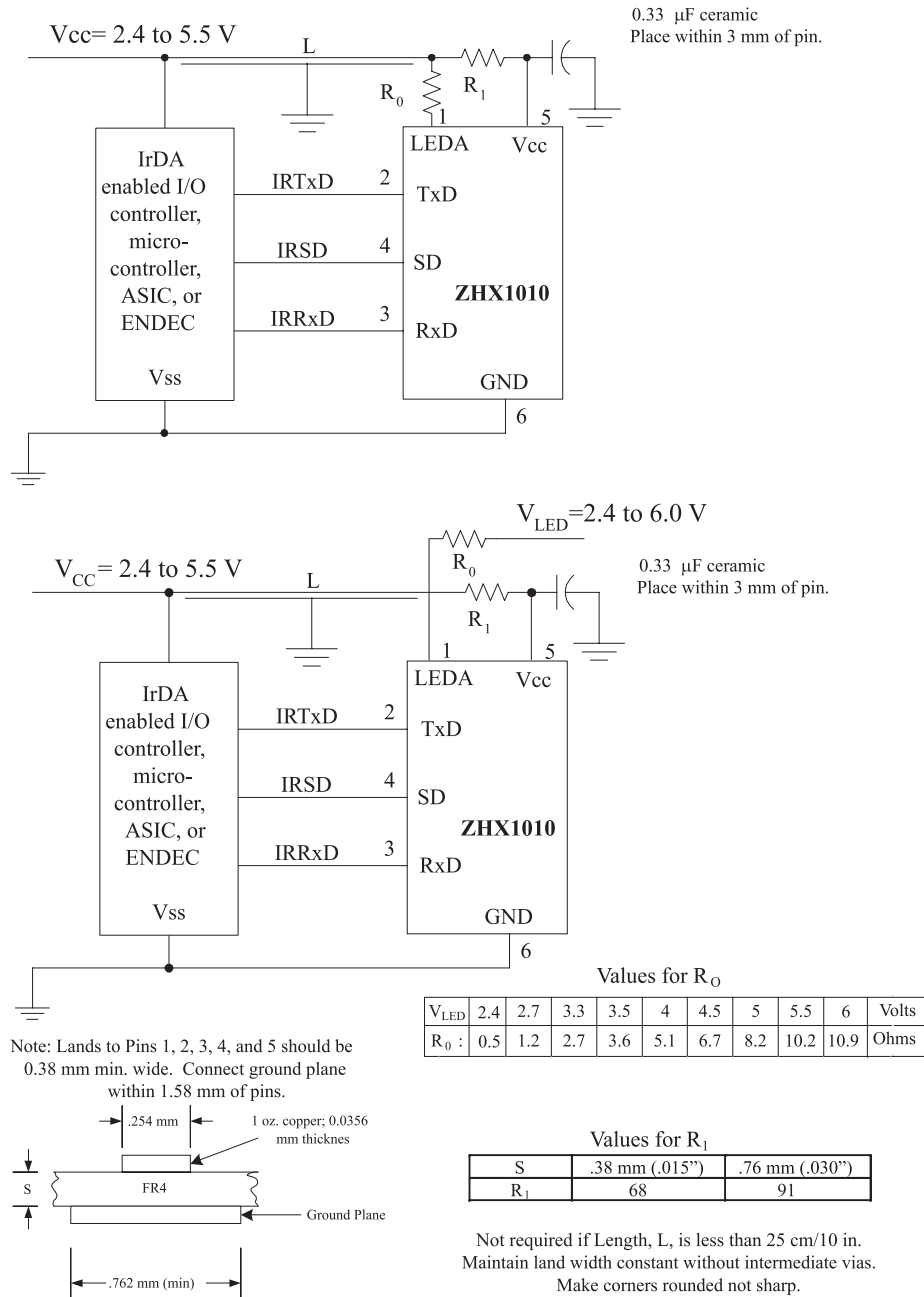 0.33 μF ceramic
Place within 3 mm of pin.
Vcc= 2.4 to 5.5 V
L
R1
R0
1
5
LEDA
Vcc
IrDA
enabled I/O
controller,
micro-
controller,
ASIC, or
ENDEC
Vss
IRTxD
2
TxD
IRSD
4
SD
ZHX1010
IRRxD
3
RxD
GND
6
VLED=2.4 to 6.0 V
R0
VCC= 2.4 to 5.5 V
L
R1
0.33 μF ceramic
Place within 3 mm of pin.
1
5
LEDA
Vcc
IrDA
enabled I/O
controller,
micro-
controller,
ASIC, or
ENDEC
Vss
IRTxD
2
TxD
IRSD
4
SD
ZHX1010
IRRxD
3
RxD
GND
6
Values for RO
VLED 2.4 2.7 3.3 3.5 4 4.5 5 5.5 6 Volts
R0 : 0.5 1.2 2.7 3.6 5.1 6.7 8.2 10.2 10.9 Ohms
Note: Lands to Pins 1, 2, 3, 4, and 5 should be
0.38 mm min. wide. Connect ground plane
within 1.58 mm of pins.
.254 mm
1 oz. copper; 0.0356
mm thicknes
S
FR4
Ground Plane
.762 mm (min)
Values for R1
S .38 mm (.015”) .76 mm (.030”)
R1 68 91
Not required if Length, L, is less than 25 cm/10 in.
Maintain land width constant without intermediate vias.
Make corners rounded not sharp.